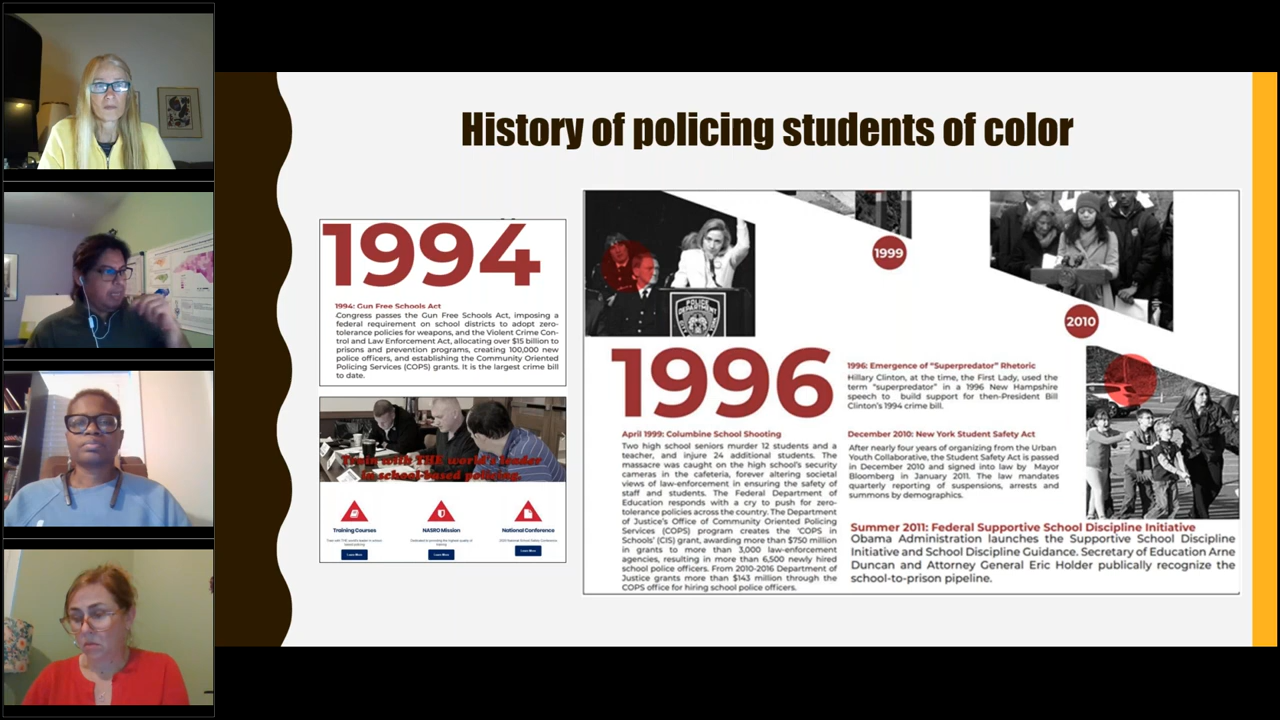 History of policing students of color
1994
1994: Gun Free Schools Act
Congress passes the Gun Free Schools Act, imposing a
federal requirement on school districts to adopt zero-
tolerance policies for weapons, and the Violent Crime Con-
trol and Law Enforcement Act, allocating over $15 billion to
prisons and prevention programs, creating 100,000 new
police officers, and establishing the Community Oriented
Policing Services (COPS) grants. It is the largest crime bill
to date.
Train with THE world's leader
in school-based policing.
Training Courses
NASRO Mission
National Conference
Learn More
Learn More
Learn More
POLICE
DEPARTMENT
1999
2010
1996
1996: Emergence of "Superpredator" Rhetoric
Hillary Clinton, at the time, the First Lady, used the
term "superpredator" in a 1996 New Hampshire
speech to build support for then-President Bill
Clinton's 1994 crime bill.
April 1999: Columbine School Shooting
Two high school seniors murder 12 students and a
teacher, and injure 24 additional students. The
massacre was caught on the high school's security
cameras in the cafeteria, forever altering societal
views of law-enforcement in ensuring the safety of
staff and students. The Federal Department of
Education responds with a cry to push for zero-
tolerance policies across the country. The Department
of Justice's Office of Community Oriented Policing
Services (COPS) program creates the 'COPS in
Schools' (CIS) grant, awarding more than $750 million
in grants to more than 3,000 law-enforcement
agencies, resulting in more than 6,500 newly hired
school police officers. From 2010-2016 Department of
Justice grants more than $143 million through the
COPS office for hiring school police officers.
December 2010: New York Student Safety Act
After nearly four years of organizing from the Urban
Youth Collaborative, the Student Safety Act is passed
in December 2010 and signed into law by Mayor
Bloomberg in January 2011. The law mandates
quarterly reporting of suspensions, arrests and
summons by demographics.
Summer 2011: Federal Supportive School Discipline Initiative
Obama Administration launches the Supportive School Discipline
Initiative and School Discipline Guidance. Secretary of Education Arne
Duncan and Attorney General Eric Holder publically recognize the
school-to-prison pipeline.